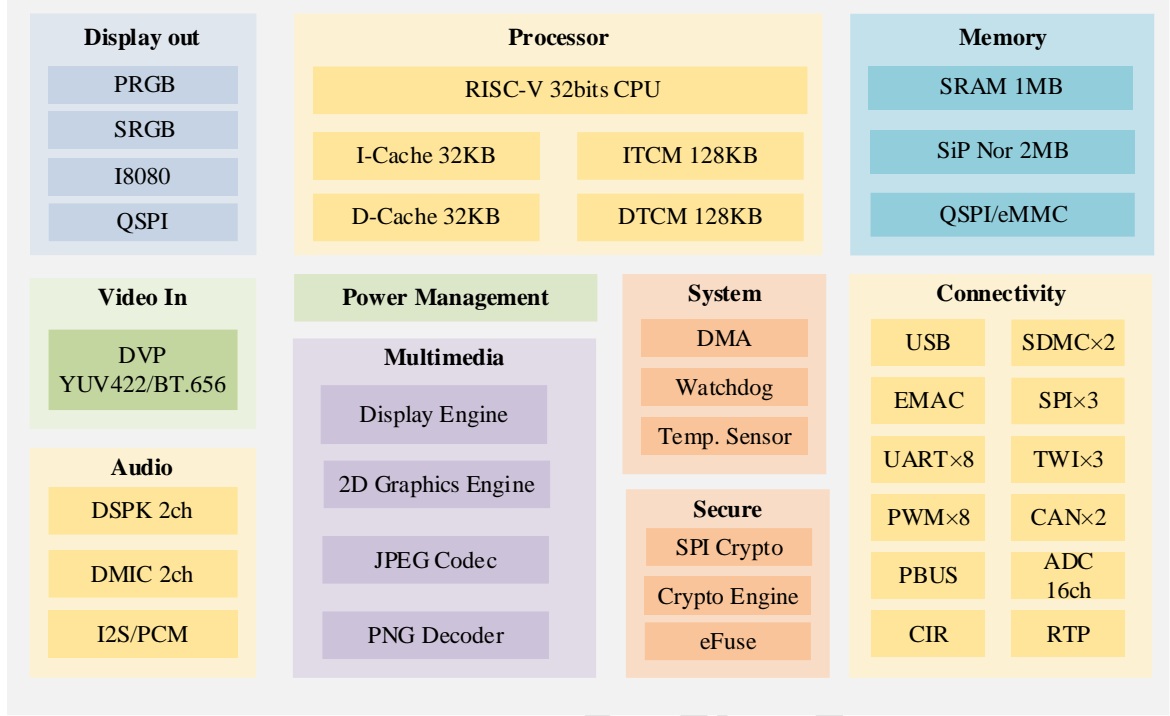 Display out
PRGB
SRGB
I8080
QSPI
Processor
RISC-V 32bits CPU
I-Cache 32KB
ITCM 128KB
D-Cache 32KB
DTCM 128KB
Memory
SRAM 1MB
SiP Nor 2MB
QSPI/eMMC
Video In
DVP
YUV422/BT.656
Audio
DSPK 2ch
DMIC 2ch
I2S/PCM
Power Management
Multimedia
Display Engine
2D Graphics Engine
JPEG Codec
PNG Decoder
System
DMA
Watchdog
Temp. Sensor
Secure
SPI Crypto
Crypto Engine
eFuse
Connectivity
USB
SDMC×2
EMAC
SPI×3
UART×8
TWI×3
PWM×8
CAN×2
PBUS
ADC
16ch
CIR
RTP